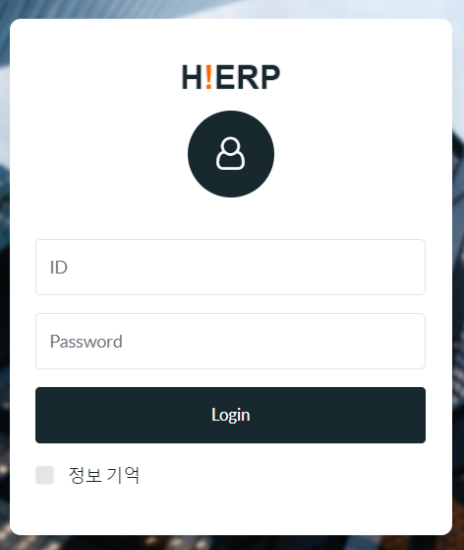 H!ERP
ID
Password
Login
정보 기억